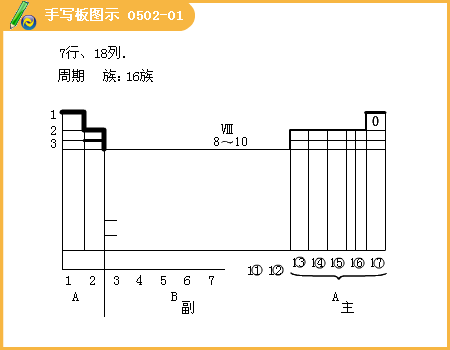 手写板图示 0502-01
7行、18列.
周期 族：16族
1
0
2
Ⅷ
3
8～10
1① 1② 1③ 1④ 1⑤ 1⑥ 1⑦
1 2 3 4 5 6 7
A B 副 A 主